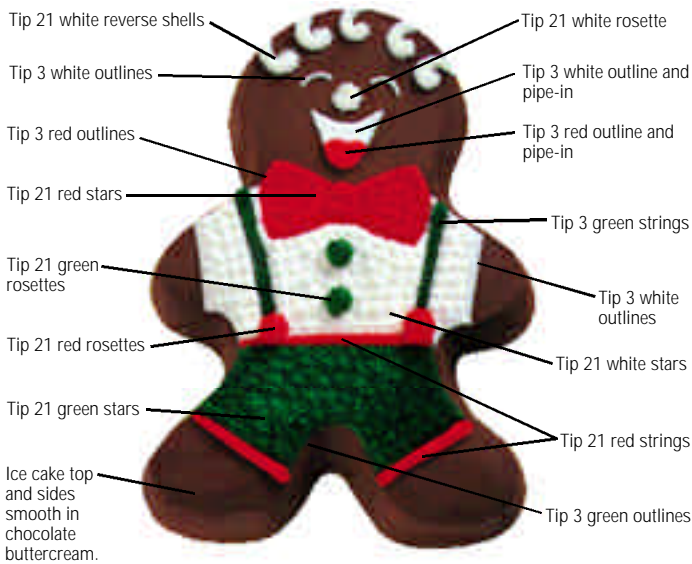 Tip 21 white reverse shells
Tip 3 white outlines
Tip 3 red outlines
Tip 21 red stars
Tip 21 green
rosettes
Tip 21 red rosettes
Tip 21 green stars
Ice cake top
and sides
smooth in
chocolate
buttercream.
Tip 21 white rosette
Tip 3 white outline and
pipe-in
Tip 3 red outline and
pipe-in
Tip 3 green strings
Tip 3 white
outlines
Tip 21 white stars
Tip 21 red strings
Tip 3 green outlines